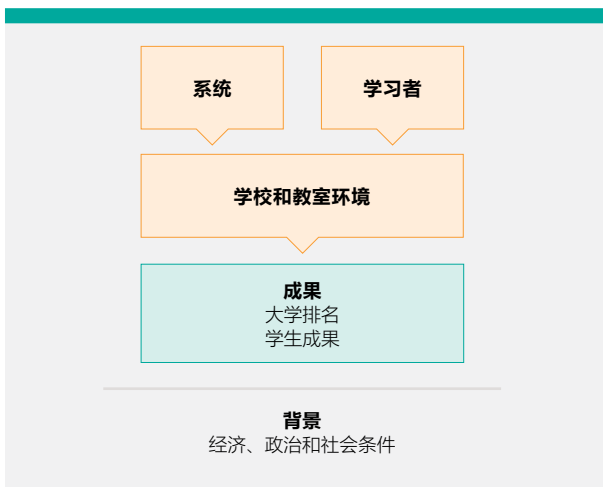 系统
学习者
学校和教室环境
成果
大学排名
学生成果
背景
经济、政治和社会条件